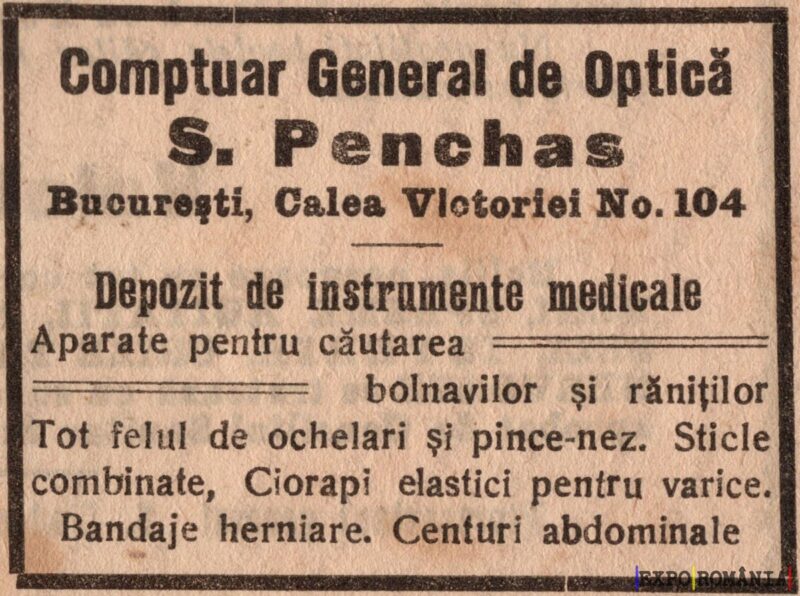 Comptuar General de Optică
S. Penchas
Bucureşti, Calea Victoriei No. 104
Depozit de instrumente medicale
Aparate pentru căutarea
bolnavilor şi răniţilor
Tot felul de ochelari şi pince-nez. Sticle
combinate, Ciorapi elastici pentru varice.
Bandaje herniare. Centuri abdominale
EXPO ROMÂNIA